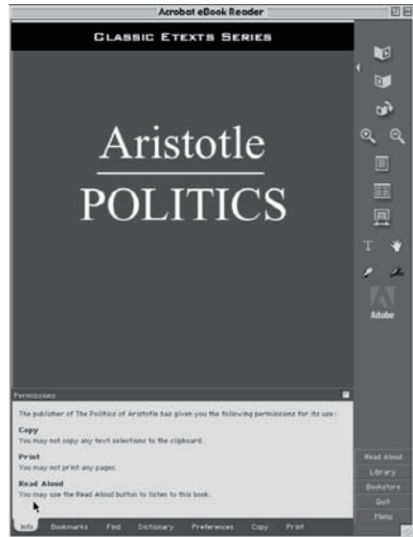 Acrobat eBook Reader
CLASSIC ETEXTS SERIES
Aristotle
POLITICS
T
Adobe
Permissions
The publisher of The Politics of Aristotle has given you the following permissions for its use:
Copy
You may not copy any text selections to the clipboard.
Print
You may not print any pages.
Read Aloud
You may use the Read Aloud button to listen to this book.
Read Aloud
Library
Bookstore
Quit
Menu
Info Bookmarks Find Dictionary Preferences Copy Print